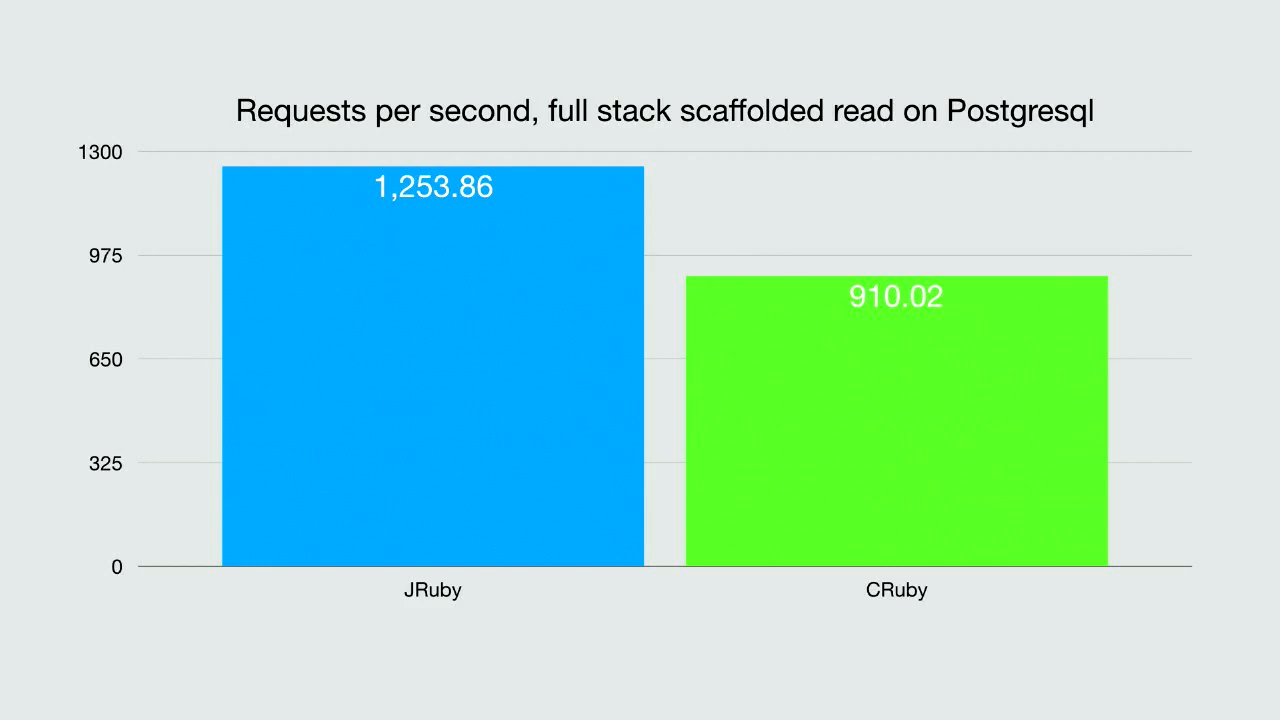 Requests per second, full stack scaffolded read on Postgresql
1300
1,253.86
975
910.02
650
325
0
JRuby
CRuby